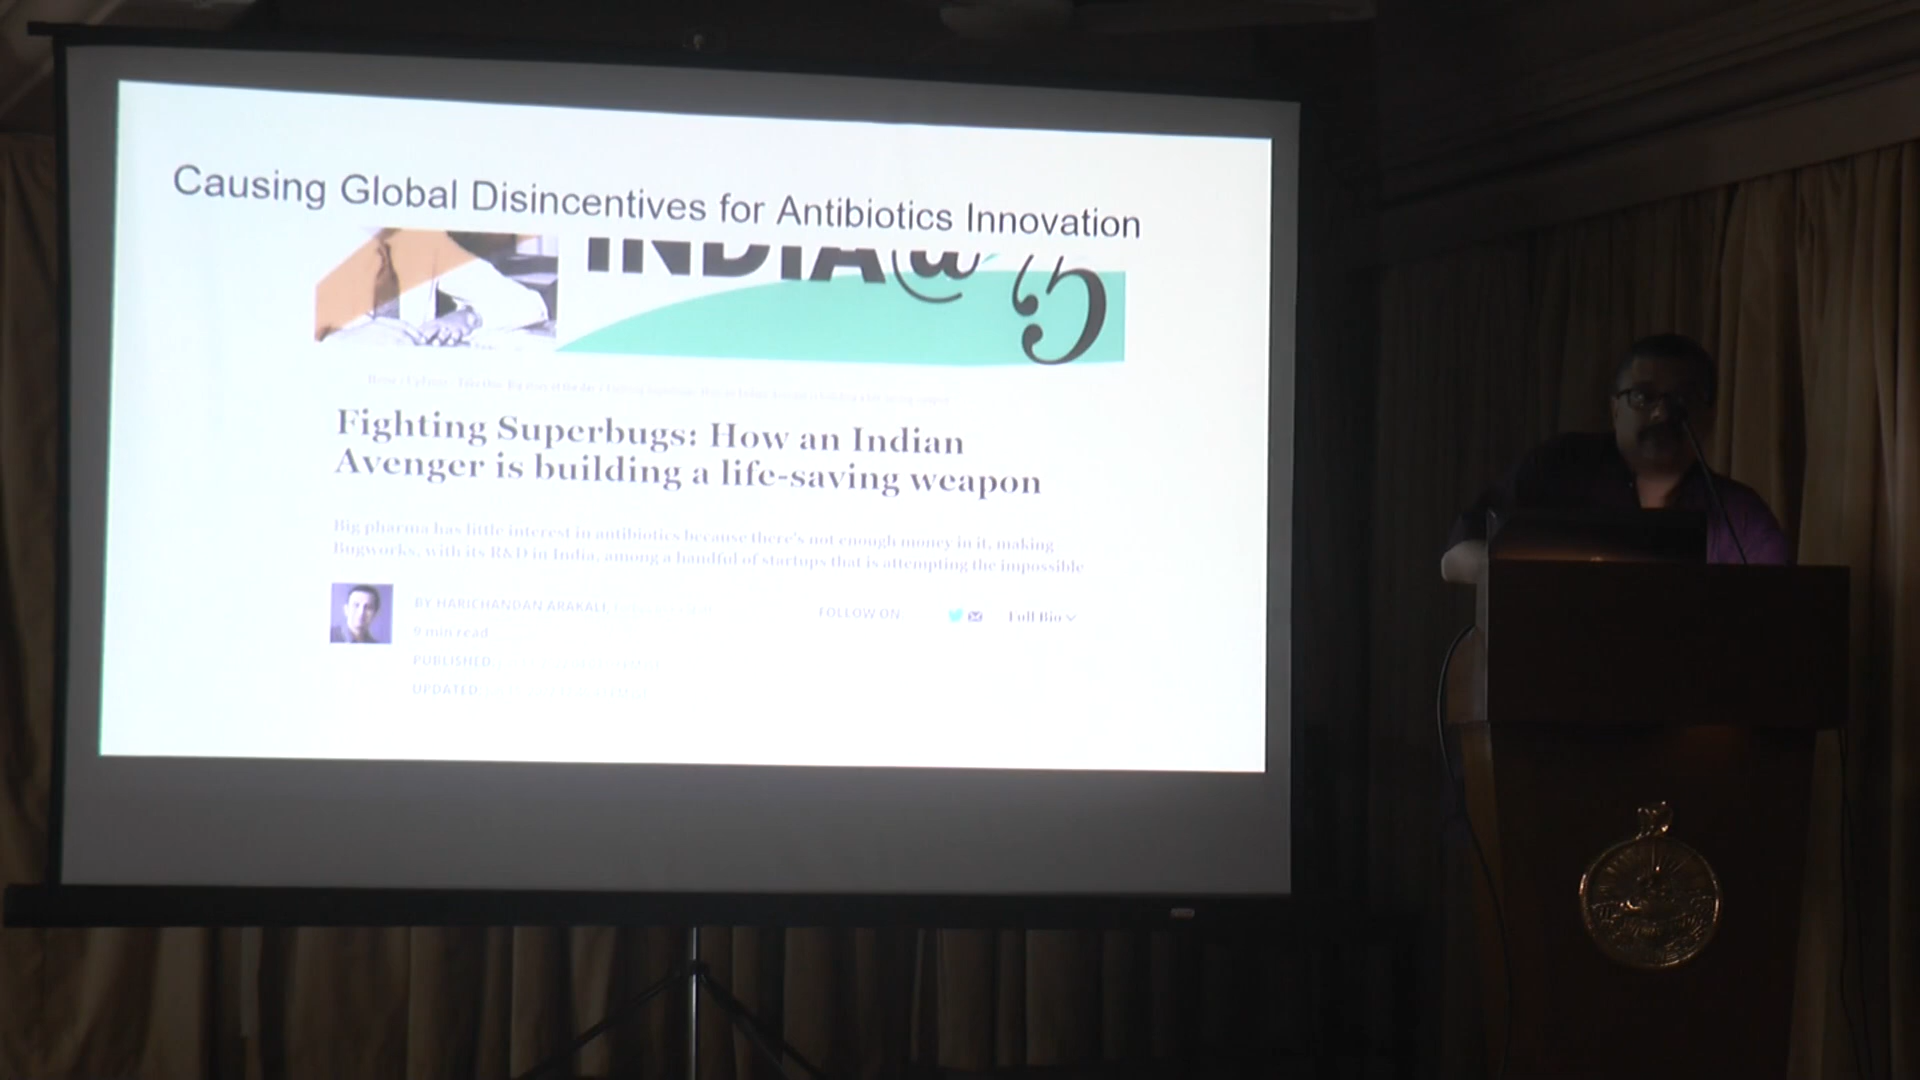 Causing Global Disincentives for Antibiotics Innovation
INDIA@75
Fighting Superbugs: How an Indian
Avenger is building a life-saving weapon
Big pharma has little interest in antibiotics because there's not enough money in it, making
Bugworks, with its R&D in India, among a handful of startups that is attempting the impossible
BY HARICHANDAN ARAKALI,
FOLLOW ON:
Full Bio
9 min read
PUBLISHED:
UPDATED: